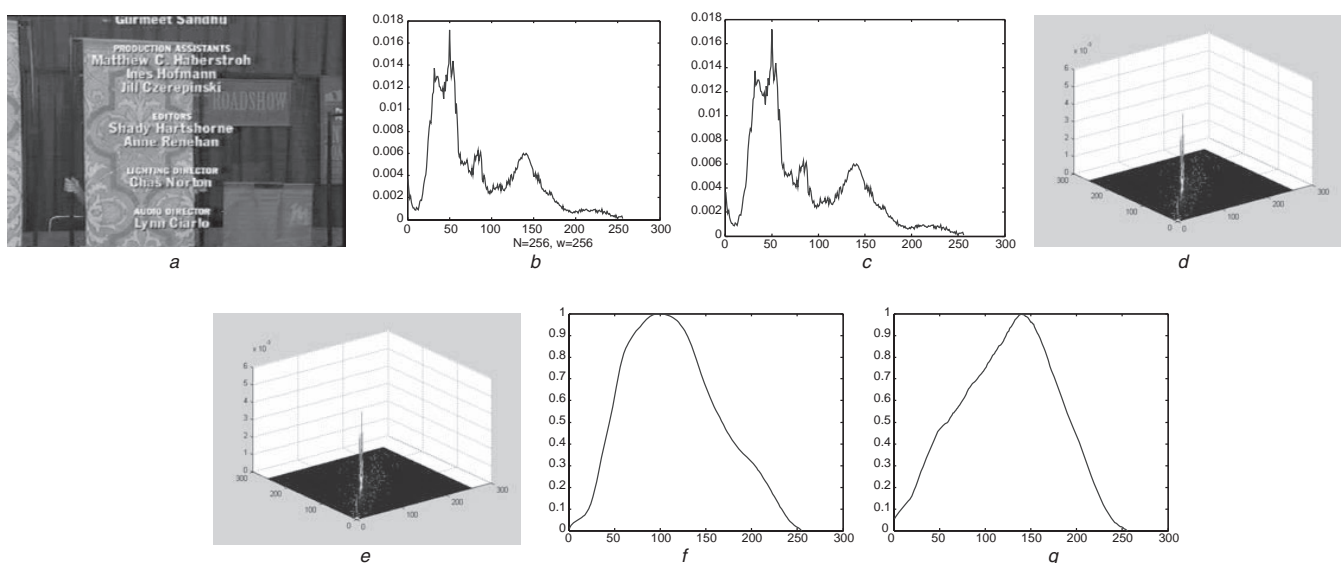 Gurmeet Sandhu
PRODUCTION ASSISTANTS
Matthew C. Haberstroh
Ines Hofmann
Jill Czerepinski
ROADSHOW
EDITORS
Shady Hartshorne
Anne Renehan
LIGHTING DIRECTOR
Chas Norton
AUDIO DIRECTOR
Lynn Ciarlo
a
0.018
0.016
0.014
0.012
0.010
0.008
0.006
0.004
0.002
0
0 50 100 150 200 250 300
N=256, w=256
b
0.018
0.016
0.014
0.012
0.010
0.008
0.006
0.004
0.002
0
0 50 100 150 200 250 300
c
6
5
4
3
2
1
0
300
200
100
0 0
100
200
300
d
6
5
4
3
2
1
0
300
200
100
0 0
100
200
300
e
1
0.9
0.8
0.7
0.6
0.5
0.4
0.3
0.2
0.1
0
0 50 100 150 200 250 300
f
1
0.9
0.8
0.7
0.6
0.5
0.4
0.3
0.2
0.1
0
0 50 100 150 200 250 300
g